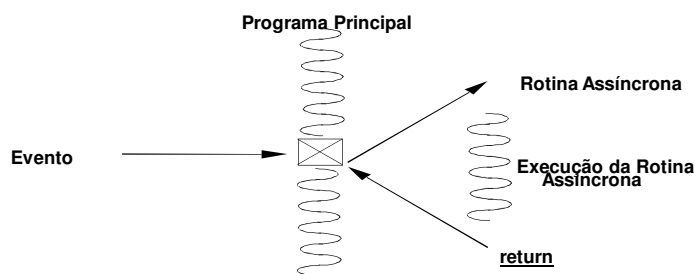 Programa Principal
Rotina Assíncrona
Evento
Execução da Rotina
Assíncrona
return